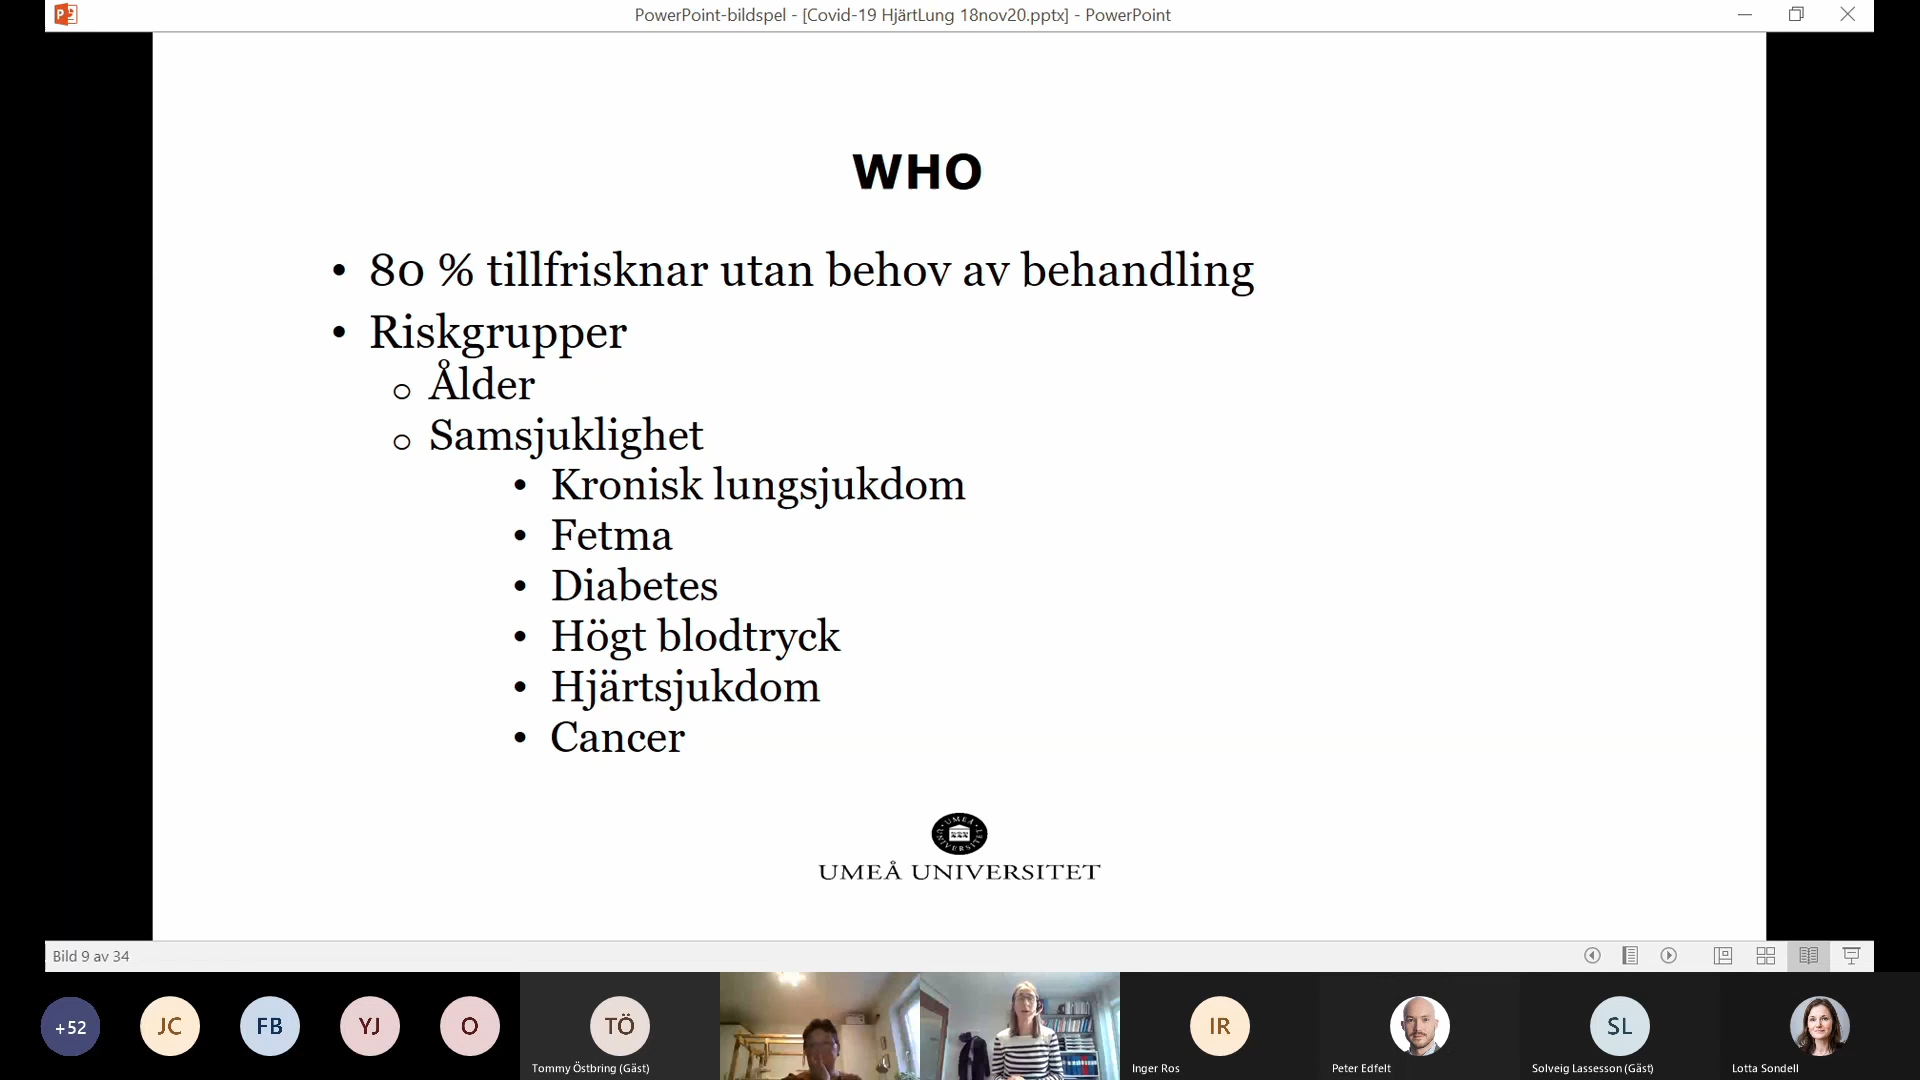 PowerPoint-bildspel - [Covid-19 HjärtLung 18nov20.pptx] - PowerPoint
WHO
• 80 % tillfrisknar utan behov av behandling
• Riskgrupper
o Ålder
o Samsjuklighet
• Kronisk lungsjukdom
• Fetma
• Diabetes
• Högt blodtryck
• Hjärtsjukdom
• Cancer
UMEÅ UNIVERSITET
UMEÅ UNIVERSITET
Bild 9 av 34
+52
JC
FB
YJ
O
TÖ
Tommy Östbring (Gäst)
IR
Inger Ros
Peter Edfelt
SL
Solveig Lassesson (Gäst)
Lotta Sondell